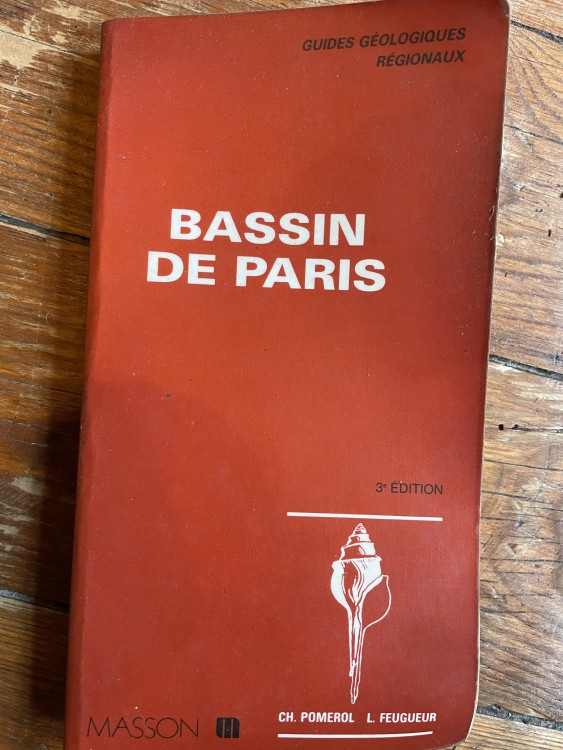 GUIDES GÉOLOGIQUES
RÉGIONAUX
BASSIN
DE PARIS
3e ÉDITION
CH. POMEROL L. FEUGUEUR
MASSON m